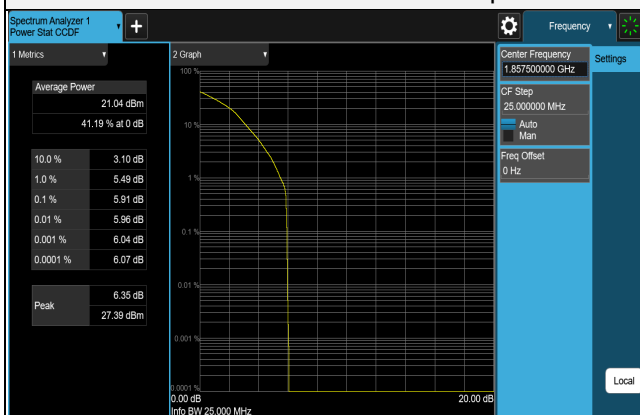 Spectrum Analyzer 1
Power Stat CCDF
+
Frequency
1 Metrics
2 Graph
Average Power
21.04 dBm
41.19 % at 0 dB
10.0 % 3.10 dB
1.0 % 5.49 dB
0.1 % 5.91 dB
0.01 % 5.96 dB
0.001 % 6.04 dB
0.0001 % 6.07 dB
Peak
6.35 dB
27.39 dBm
100 %
10 %
1 %
0.1 %
0.01 %
0.001 %
0.0001 %
0.00 dB 20.00 dB
Info BW 25.000 MHz
Center Frequency
1.857500000 GHz
CF Step
25.000000 MHz
Auto
Man
Freq Offset
0 Hz
Settings
Local